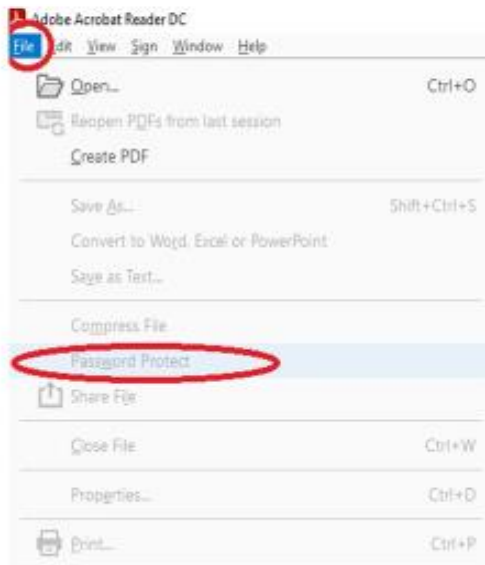 Adobe Acrobat Reader DC
File Edit View Sign Window Help
Open... Ctrl+O
Reopen PDFs from last session
Create PDF
Save As... Shift+Ctrl+S
Convert to Word, Excel or PowerPoint
Save as Text...
Compress File
Password Protect
Share File
Close File Ctrl+W
Properties... Ctrl+D
Print... Ctrl+P